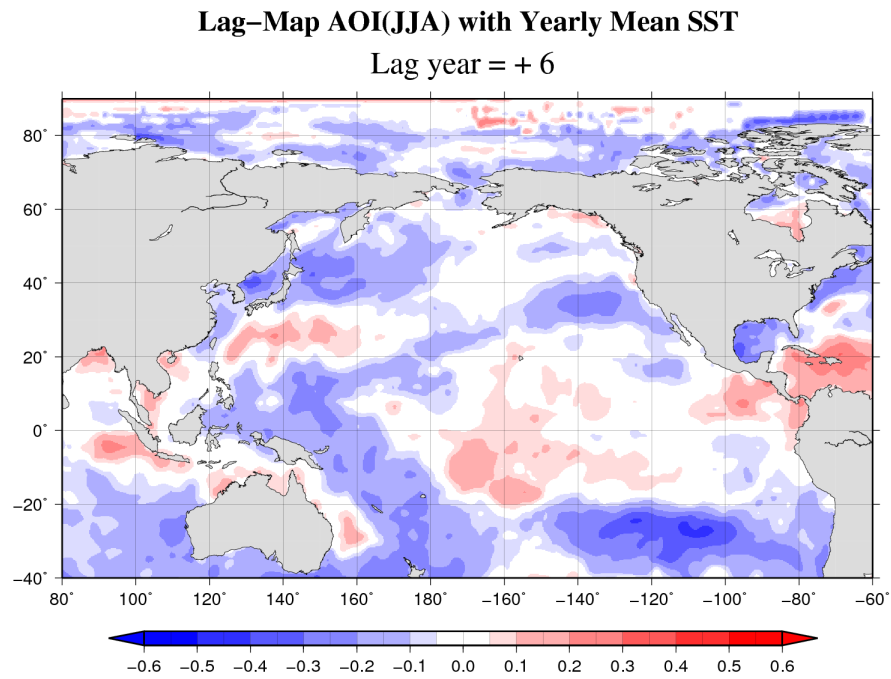 Lag−Map AOI(JJA) with Yearly Mean SST
Lag year = + 6
80˚
60˚
40˚
20˚
0˚
−20˚
−40˚
80˚ 100˚ 120˚ 140˚ 160˚ 180˚ −160˚ −140˚ −120˚ −100˚ −80˚ −60˚
−0.6 −0.5 −0.4 −0.3 −0.2 −0.1 0.0 0.1 0.2 0.3 0.4 0.5 0.6